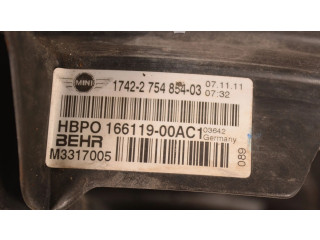 MINI 1742-2 754 854-03 07.11.11
07:32
HBPO 166119-00AC1 03642
BEHR Germany
M3317005
089